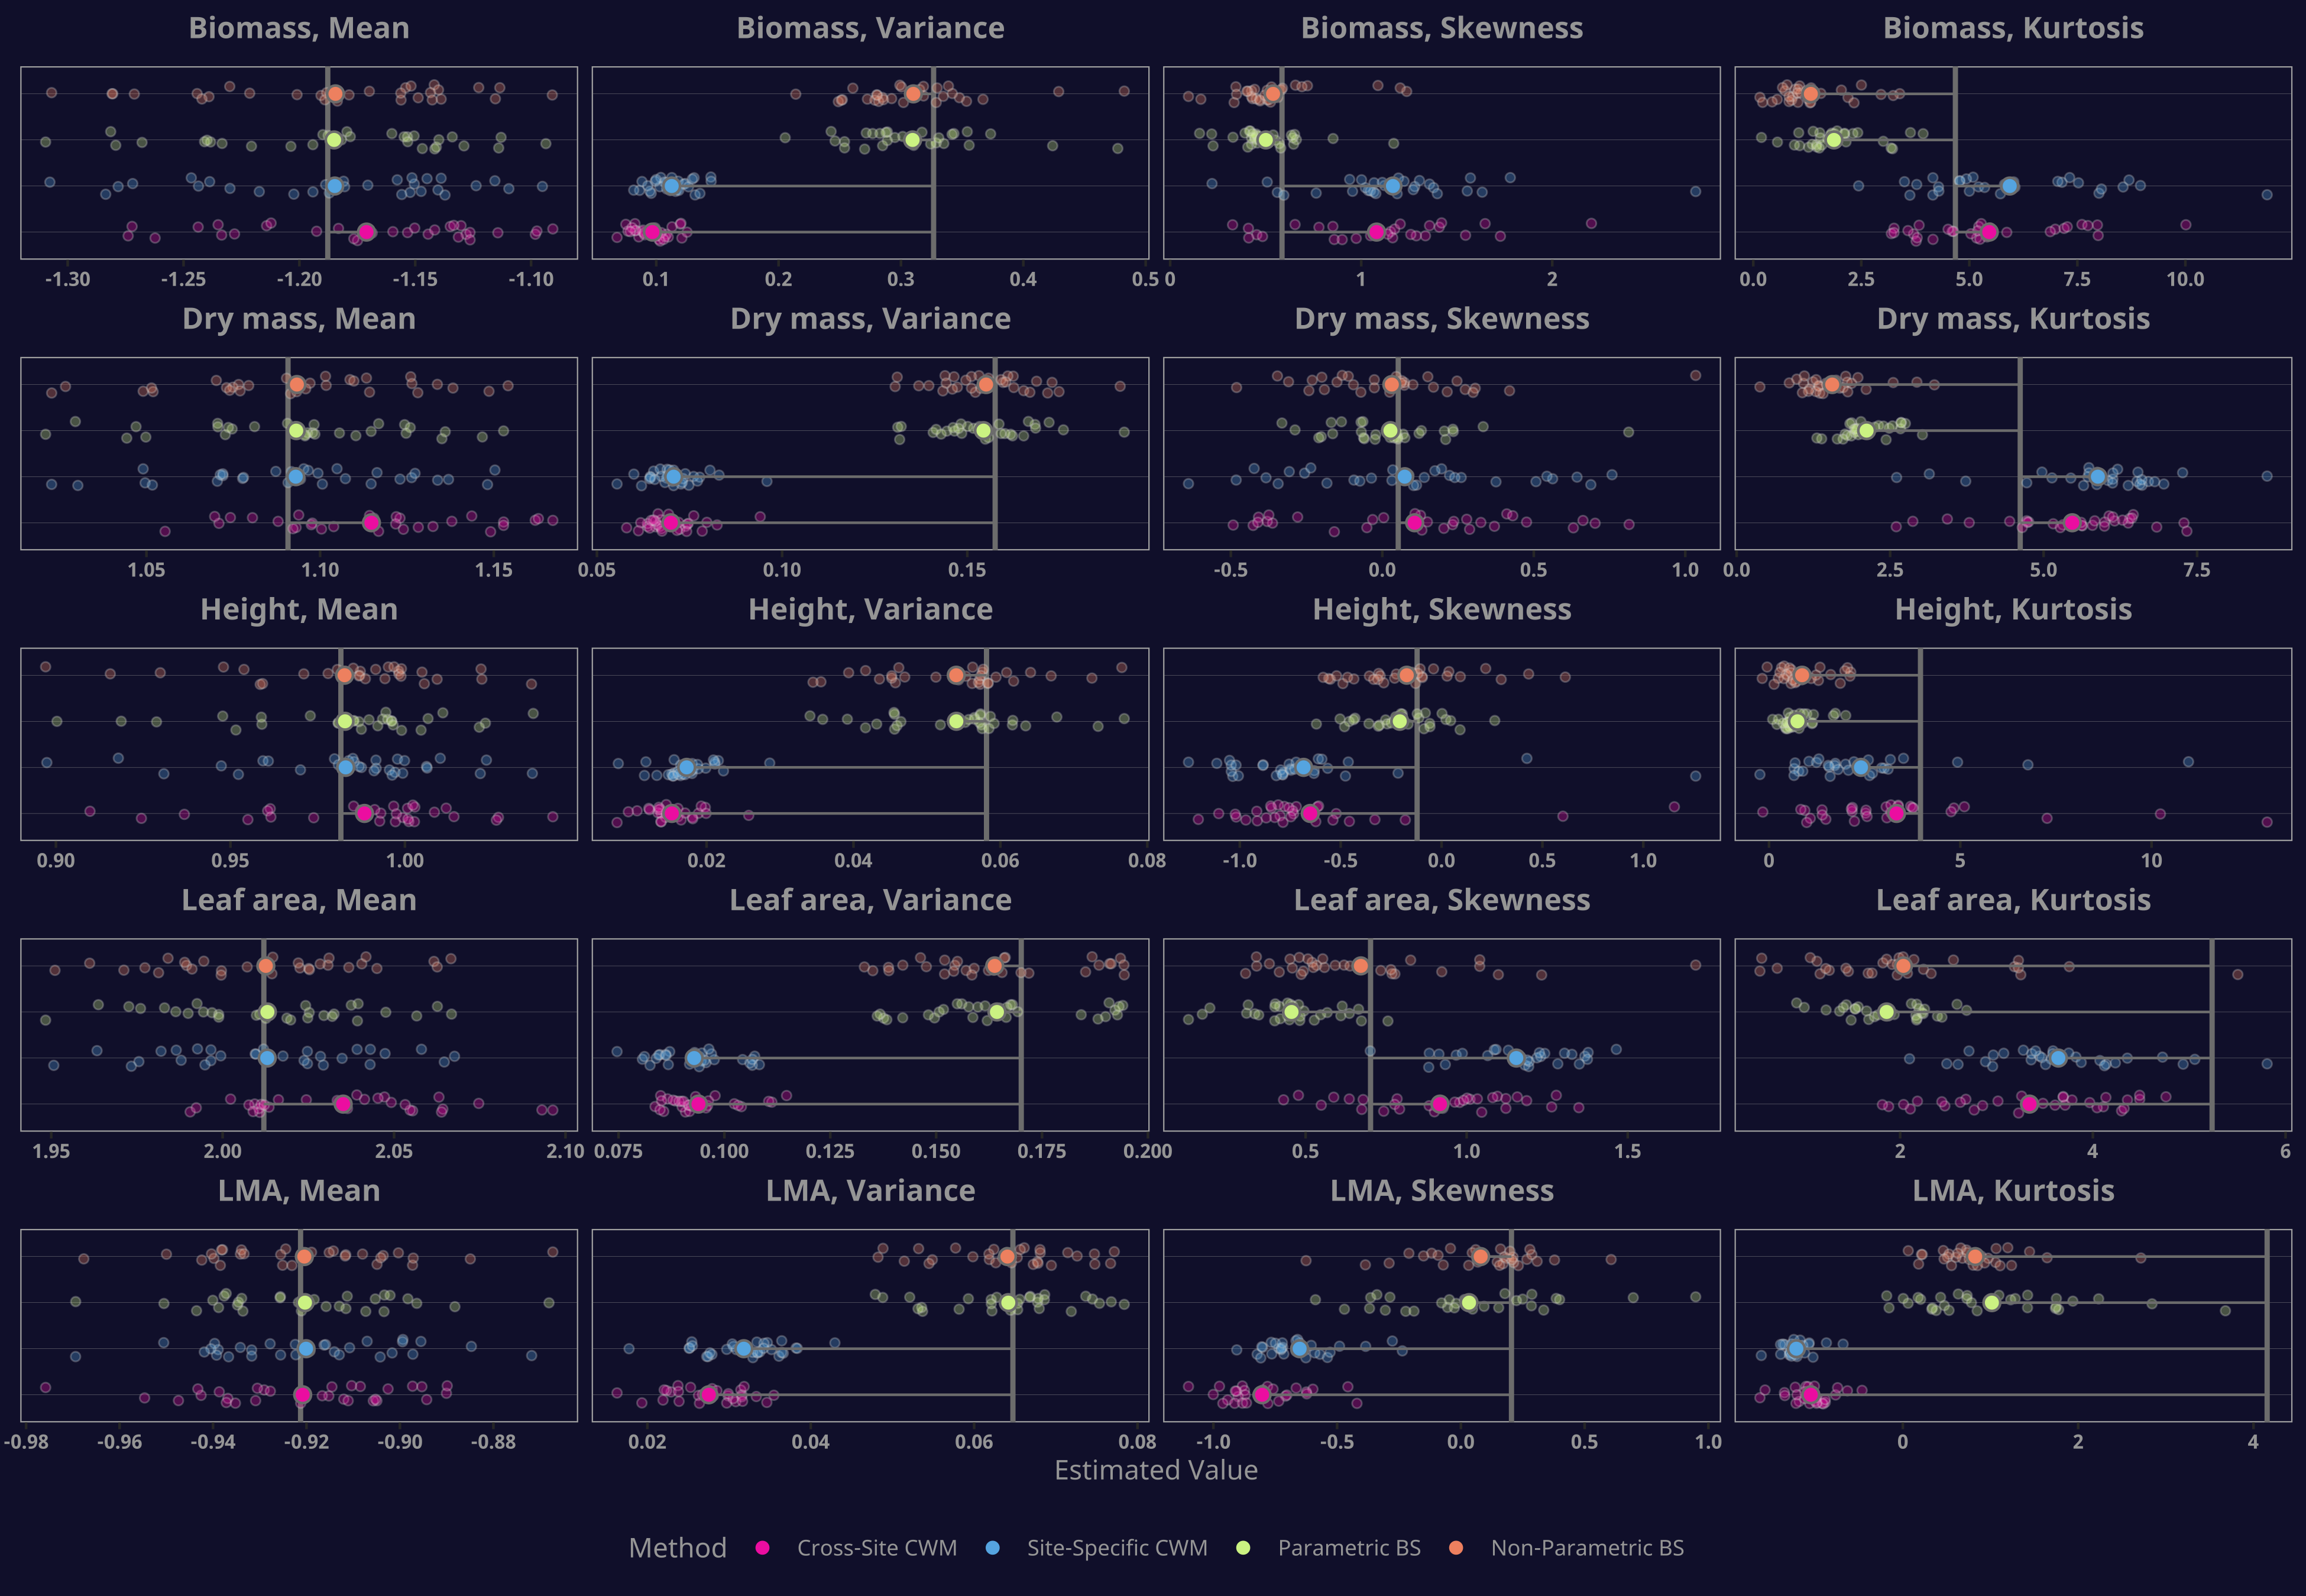 Biomass, Mean Biomass, Variance Biomass, Skewness Biomass, Kurtosis
-1.30 -1.25 -1.20 -1.15 -1.10 0.1 0.2 0.3 0.4 0.5 0 1 2 0.0 2.5 5.0 7.5 10.0
Dry mass, Mean Dry mass, Variance Dry mass, Skewness Dry mass, Kurtosis
1.05 1.10 1.15 0.05 0.10 0.15 -0.5 0.0 0.5 1.0 0.0 2.5 5.0 7.5
Height, Mean Height, Variance Height, Skewness Height, Kurtosis
0.90 0.95 1.00 0.02 0.04 0.06 0.08 -1.0 -0.5 0.0 0.5 1.0 0 5 10
Leaf area, Mean Leaf area, Variance Leaf area, Skewness Leaf area, Kurtosis
1.95 2.00 2.05 2.10 0.075 0.100 0.125 0.150 0.175 0.200 0.5 1.0 1.5 2 4 6
LMA, Mean LMA, Variance LMA, Skewness LMA, Kurtosis
-0.98 -0.96 -0.94 -0.92 -0.90 -0.88 0.02 0.04 0.06 0.08 -1.0 -0.5 0.0 0.5 1.0 0 2 4
Estimated Value
Method Cross-Site CWM Site-Specific CWM Parametric BS Non-Parametric BS